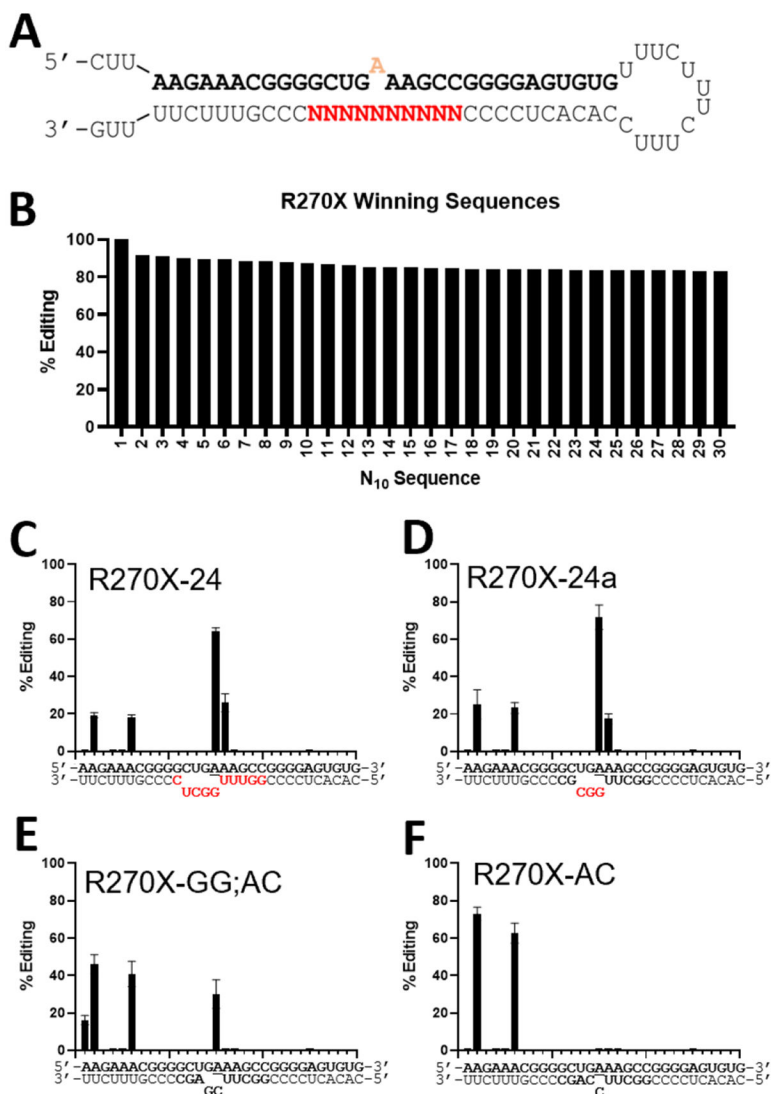 A
5′-CUU AAGAAACGGGGCUG A AAGCCGGGGAGUGUG U UUC U U U C UUU C
3′-GUU UUCUUUGCCC NNNNNNNNNN CCCCUCACAC
B
R270X Winning Sequences
% Editing
100
80
60
40
20
0
1 2 3 4 5 6 7 8 9 10 11 12 13 14 15 16 17 18 19 20 21 22 23 24 25 26 27 28 29 30
N10 Sequence
C
R270X-24
% Editing
100
80
60
40
20
0
5′-AAGAAACGGGGCUGAAAGCCGGGGAGUGUG-3′
3′-UUCUUUGCCCC UUUGGCCCCUCACAC-5′
UCGG
D
R270X-24a
% Editing
100
80
60
40
20
0
5′-AAGAAACGGGGCUGAAAGCCGGGGAGUGUG-3′
3′-UUCUUUGCCCCG UUCGGCCCCUCACAC-5′
CGG
E
R270X-GG;AC
% Editing
100
80
60
40
20
0
5′-AAGAAACGGGGCUGAAAGCCGGGGAGUGUG-3′
3′-UUCUUUGCCCCGA UUCGGCCCCUCACAC-5′
GC
F
R270X-AC
% Editing
100
80
60
40
20
0
5′-AAGAAACGGGGCUGAAAGCCGGGGAGUGUG-3′
3′-UUCUUUGCCCCGAC UUCGGCCCCUCACAC-5′
C